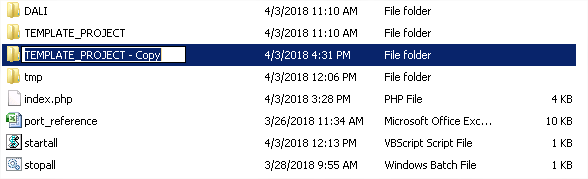 DALI 4/3/2018 11:10 AM File folder
TEMPLATE_PROJECT 4/3/2018 11:10 AM File folder
TEMPLATE_PROJECT - Copy 4/3/2018 4:31 PM File folder
tmp 4/3/2018 12:06 PM File folder
index.php 4/3/2018 3:28 PM PHP File 4 KB
port_reference 3/26/2018 11:34 AM Microsoft Office Exc... 10 KB
startall 4/3/2018 12:13 PM VBScript Script File 1 KB
stopall 3/28/2018 9:55 AM Windows Batch File 1 KB